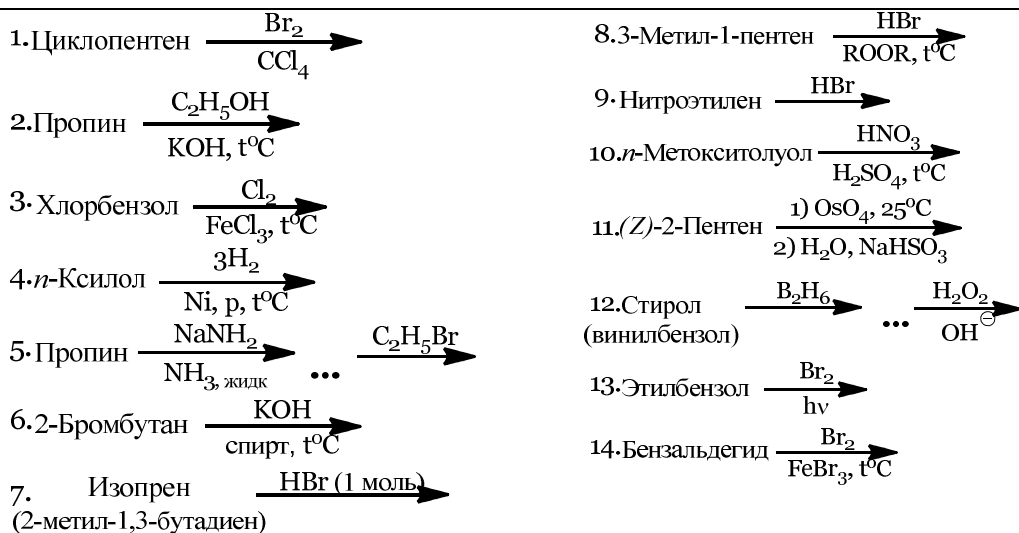 1.Циклопентен Br2 CCl4
2.Пропин C2H5OH KOH, t°C
3.Хлорбензол Cl2 FeCl3, t°C
4.п-Ксилол 3H2 Ni, p, t°C
5.Пропин NaNH2 NH3, жидк ... C2H5Br
6.2-Бромбутан KOH спирт, t°C
7. Изопрен HBr (1 моль)
(2-метил-1,3-бутадиен)
8.3-Метил-1-пентен HBr ROOR, t°C
9.Нитроэтилен HBr
10.п-Метокситолуол HNO3 H2SO4, t°C
11.(Z)-2-Пентен 1) OsO4, 25°C 2) H2O, NaHSO3
12.Стирол B2H6 ... H2O2 OH⊖
(винилбензол)
13.Этилбензол Br2 hν
14.Бензальдегид Br2 FeBr3, t°C